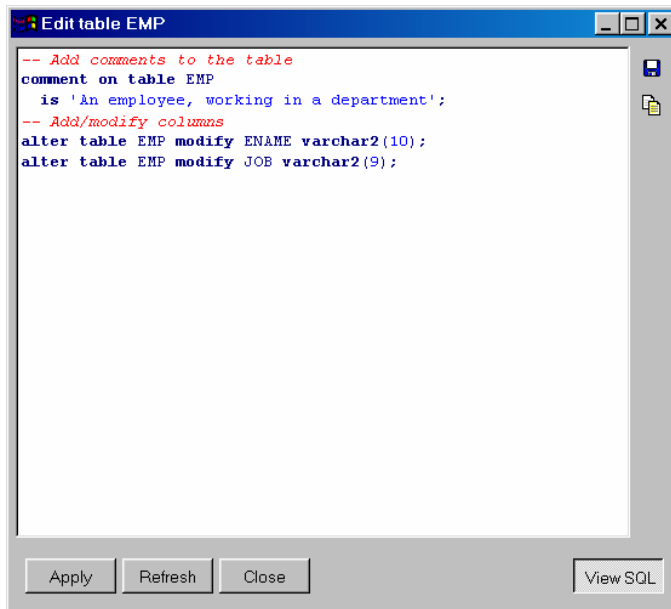 Edit table EMP
-- Add comments to the table
comment on table EMP
  is 'An employee, working in a department';
-- Add/modify columns
alter table EMP modify ENAME varchar2(10);
alter table EMP modify JOB varchar2(9);
Apply Refresh Close View SQL